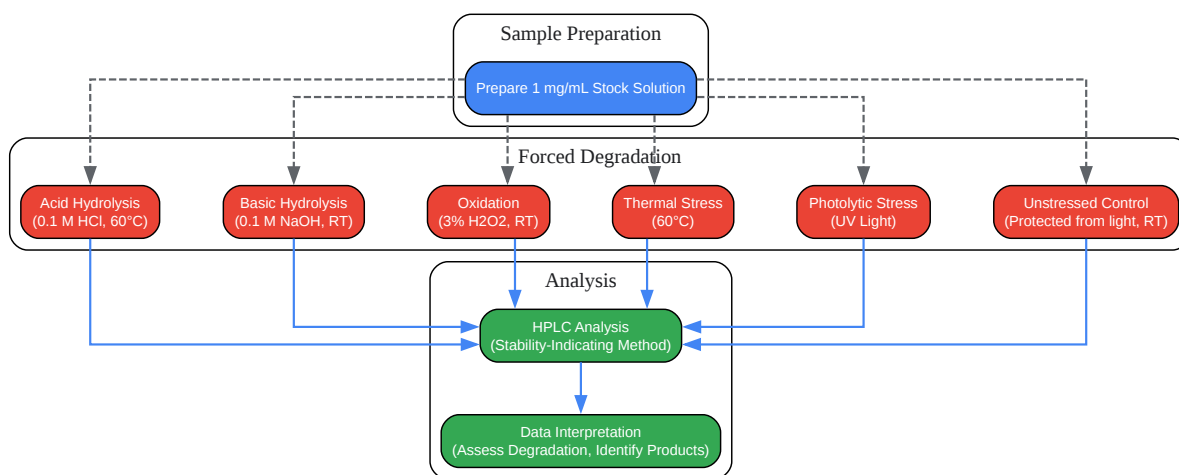 Sample Preparation
Prepare 1 mg/mL Stock Solution
Forced Degradation
Acid Hydrolysis
(0.1 M HCl, 60°C)
Basic Hydrolysis
(0.1 M NaOH, RT)
Oxidation
(3% H2O2, RT)
Thermal Stress
(60°C)
Photolytic Stress
(UV Light)
Unstressed Control
(Protected from light, RT)
Analysis
HPLC Analysis
(Stability-Indicating Method)
Data Interpretation
(Assess Degradation, Identify Products)